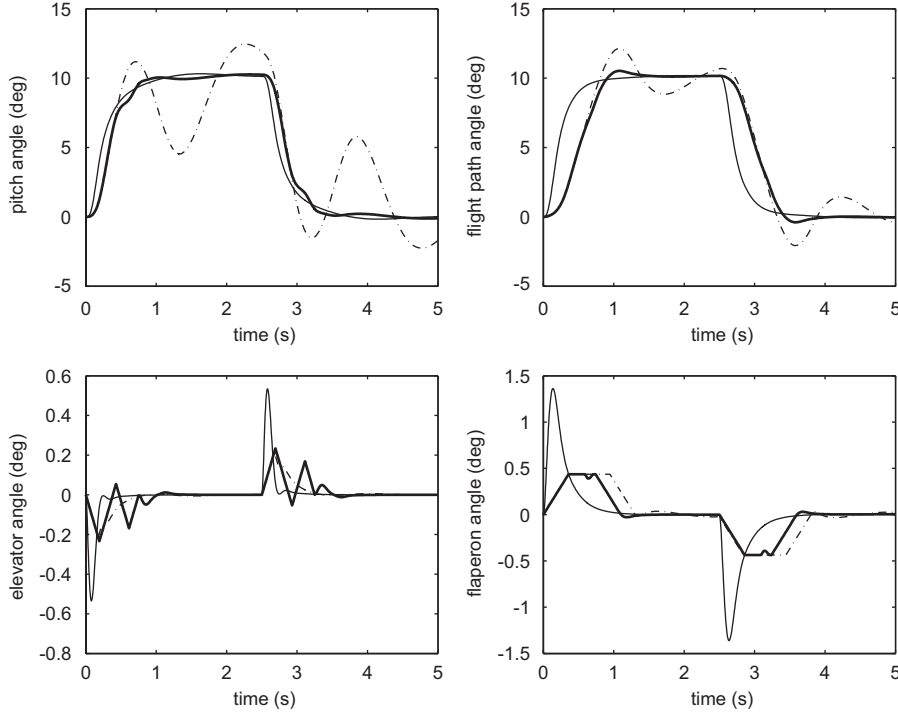 15
10
5
0
-5
pitch angle (deg)
0 1 2 3 4 5
time (s)
15
10
5
0
-5
flight path angle (deg)
0 1 2 3 4 5
time (s)
0.6
0.4
0.2
0
-0.2
-0.4
-0.6
-0.8
elevator angle (deg)
0 1 2 3 4 5
time (s)
1.5
1
0.5
0
-0.5
-1
-1.5
flaperon angle (deg)
0 1 2 3 4 5
time (s)